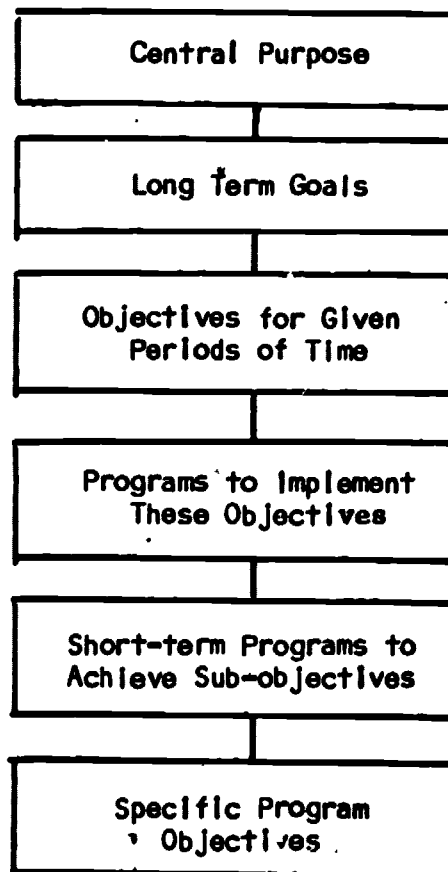 Central Purpose
Long Term Goals
Objectives for Given
Periods of Time
Programs to Implement
These Objectives
Short-term Programs to
Achieve Sub-objectives
Specific Program
Objectives